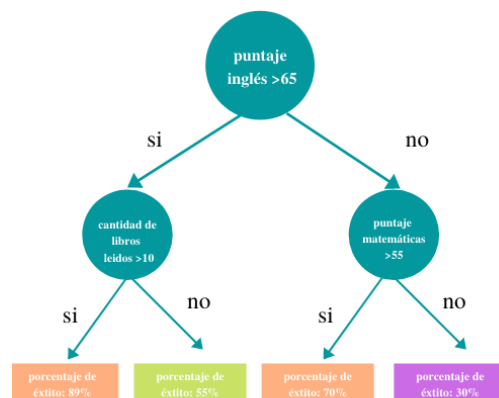 puntaje
inglés >65
si
no
cantidad de
libros
leidos >10
puntaje
matemáticas
>55
si
no
si
no
porcentaje de
éxtito: 89%
porcentaje de
éxtito: 55%
porcentaje de
éxtito: 70%
porcentaje de
éxtito: 30%